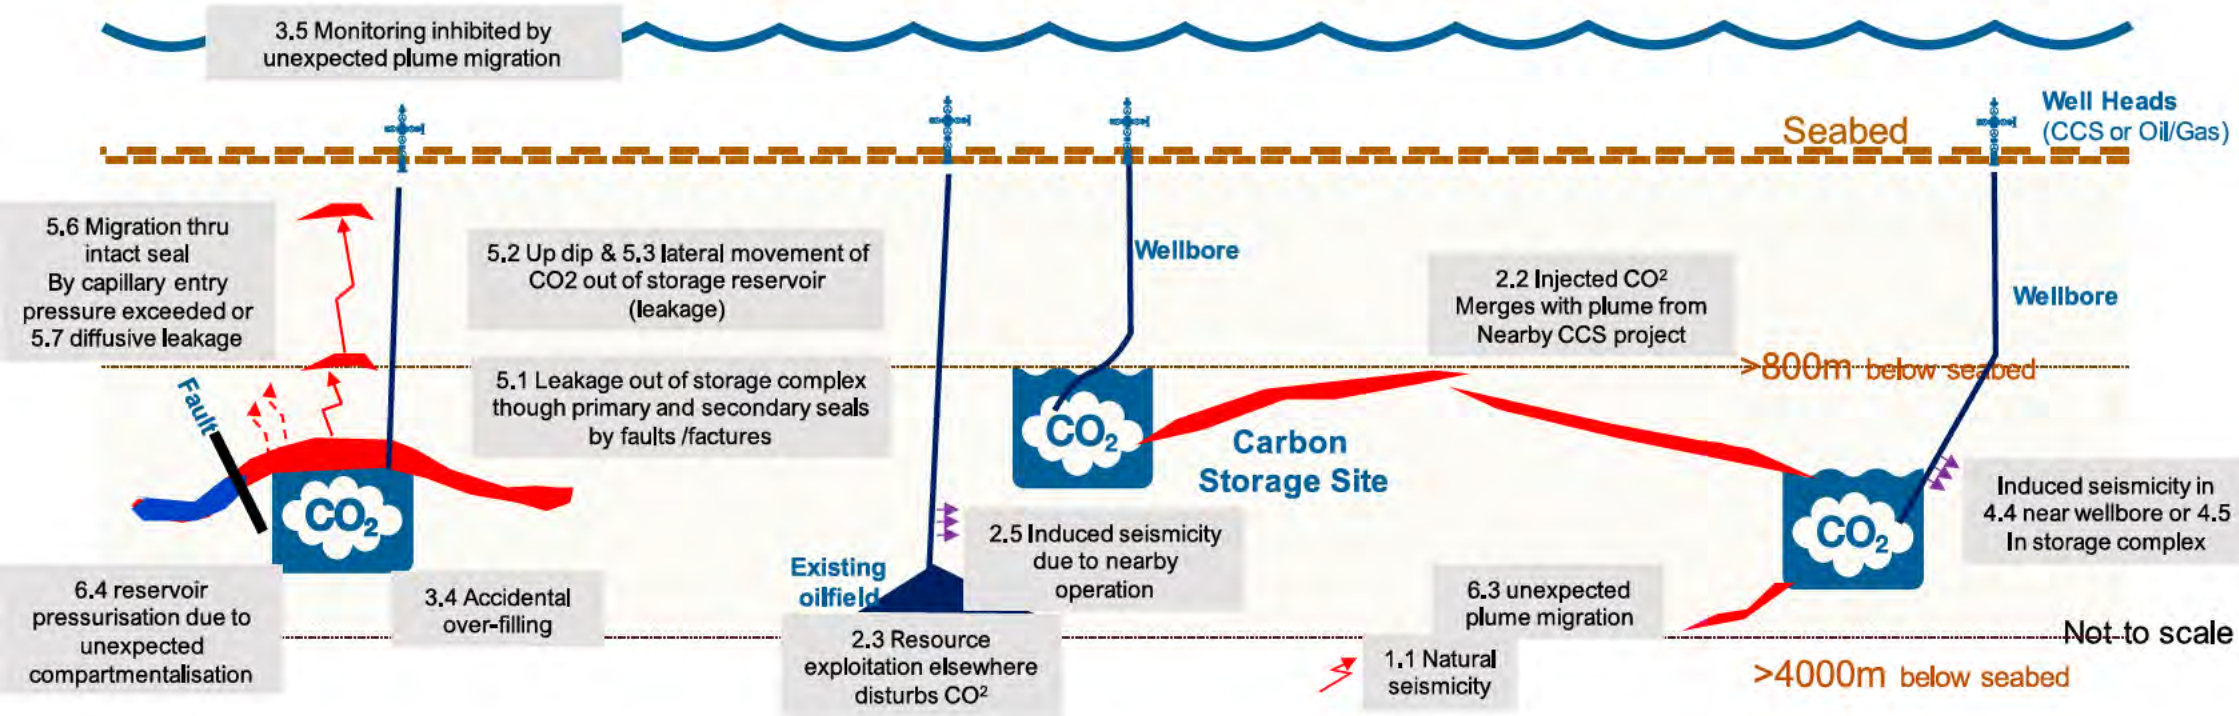 3.5 Monitoring inhibited by
unexpected plume migration
Well Heads
(CCS or Oil/Gas)
Seabed
5.6 Migration thru
intact seal
By capillary entry
pressure exceeded or
5.7 diffusive leakage
5.2 Up dip & 5.3 lateral movement of
CO2 out of storage reservoir
(leakage)
Wellbore
2.2 Injected CO²
Merges with plume from
Nearby CCS project
Wellbore
>800m below seabed
5.1 Leakage out of storage complex
though primary and secondary seals
by faults /factures
Fault
CO₂
CO₂
Carbon
Storage Site
CO₂
Induced seismicity in
4.4 near wellbore or 4.5
In storage complex
2.5 Induced seismicity
due to nearby
operation
Existing
oilfield
6.4 reservoir
pressurisation due to
unexpected
compartmentalisation
3.4 Accidental
over-filling
6.3 unexpected
plume migration
2.3 Resource
exploitation elsewhere
disturbs CO²
1.1 Natural
seismicity
Not to scale
>4000m below seabed